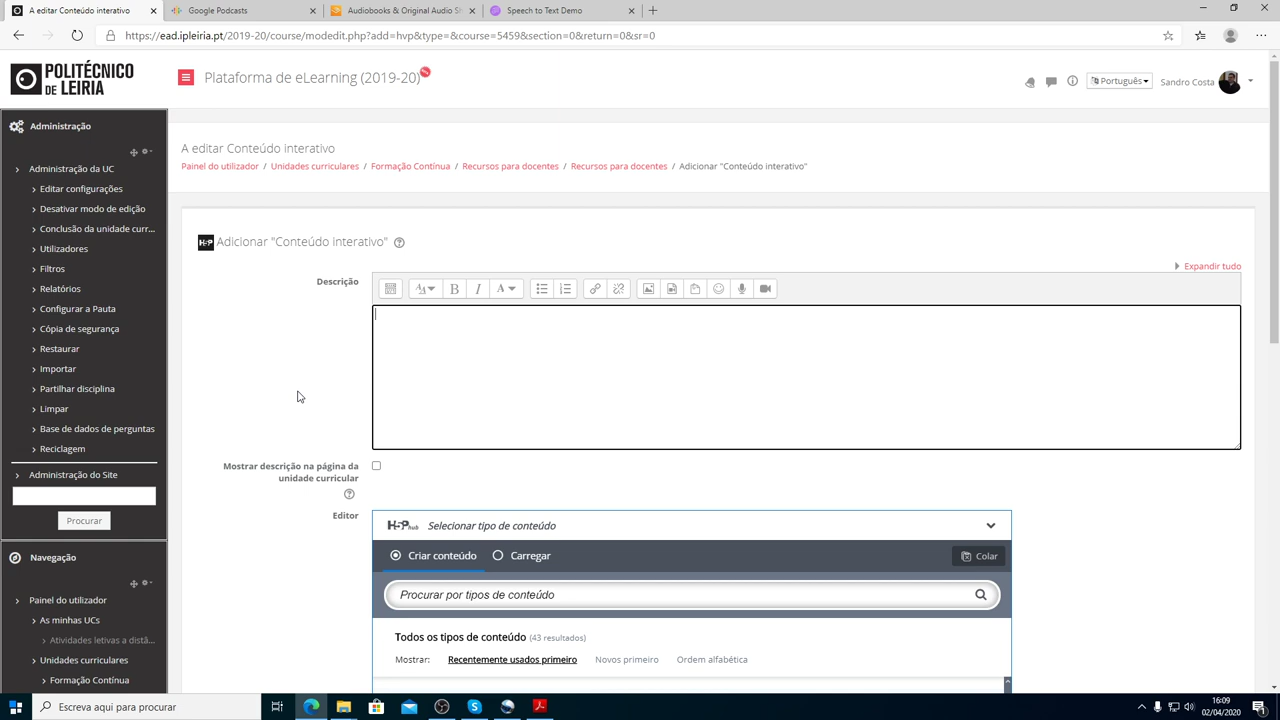 A editar Conteúdo interativo
Google Podcasts
Audiobooks & Original Audio Sh
Speech to Text Demo
https://ead.ipleiria.pt/2019-20/course/modedit.php?add=hvp&type=&course=5459&section=0&return=0&sr=0
POLITÉCNICO
DE LEIRIA
Plataforma de eLearning (2019-20)
Português
Sandro Costa
Administração
Administração da UC
Editar configurações
Desativar modo de edição
Conclusão da unidade curr...
Utilizadores
Filtros
Relatórios
Configurar a Pauta
Cópia de segurança
Restaurar
Importar
Partilhar disciplina
Limpar
Base de dados de perguntas
Reciclagem
Administração do Site
Procurar
Navegação
Painel do utilizador
As minhas UCs
Atividades letivas a distâ...
Unidades curriculares
Formação Contínua
A editar Conteúdo interativo
Painel do utilizador / Unidades curriculares / Formação Contínua / Recursos para docentes / Recursos para docentes / Adicionar "Conteúdo interativo"
H-P Adicionar "Conteúdo interativo"
Expandir tudo
Descrição
Mostrar descrição na página da
unidade curricular
Editor
H5P hub Selecionar tipo de conteúdo
Criar conteúdo Carregar Colar
Procurar por tipos de conteúdo
Todos os tipos de conteúdo (43 resultados)
Mostrar: Recentemente usados primeiro Novos primeiro Ordem alfabética
Escreva aqui para procurar
16:09
02/04/2020